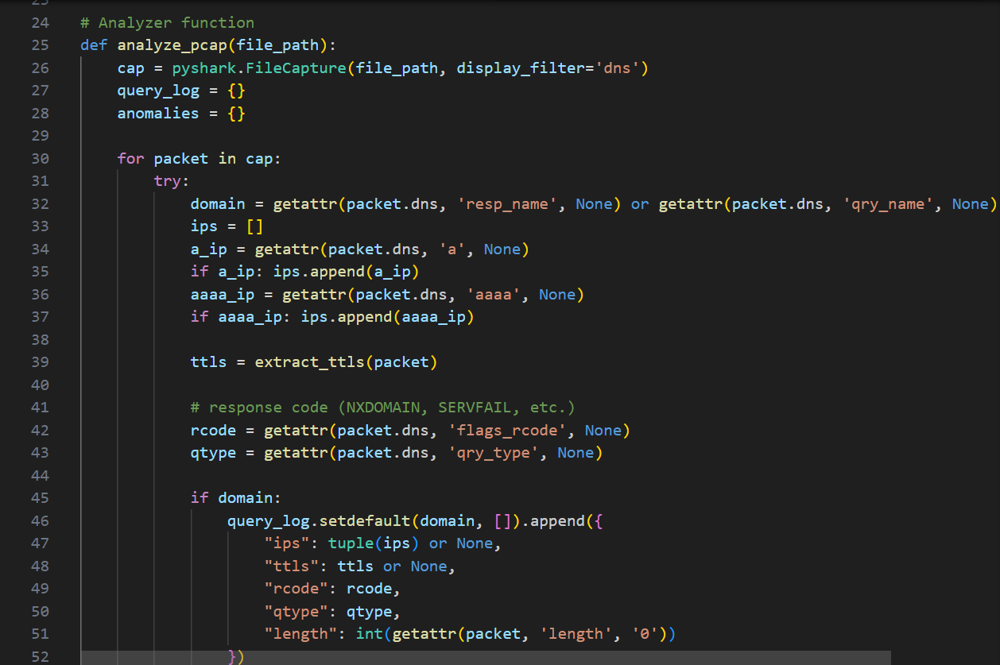 23
24 # Analyzer function
25 def analyze_pcap(file_path):
26     cap = pyshark.FileCapture(file_path, display_filter='dns')
27     query_log = {}
28     anomalies = {}
29
30     for packet in cap:
31         try:
32             domain = getattr(packet.dns, 'resp_name', None) or getattr(packet.dns, 'qry_name', None)
33             ips = []
34             a_ip = getattr(packet.dns, 'a', None)
35             if a_ip: ips.append(a_ip)
36             aaaa_ip = getattr(packet.dns, 'aaaa', None)
37             if aaaa_ip: ips.append(aaaa_ip)
38
39             ttls = extract_ttls(packet)
40
41             # response code (NXDOMAIN, SERVFAIL, etc.)
42             rcode = getattr(packet.dns, 'flags_rcode', None)
43             qtype = getattr(packet.dns, 'qry_type', None)
44
45             if domain:
46                 query_log.setdefault(domain, []).append({
47                     "ips": tuple(ips) or None,
48                     "ttls": ttls or None,
49                     "rcode": rcode,
50                     "qtype": qtype,
51                     "length": int(getattr(packet, 'length', '0'))
52                 })